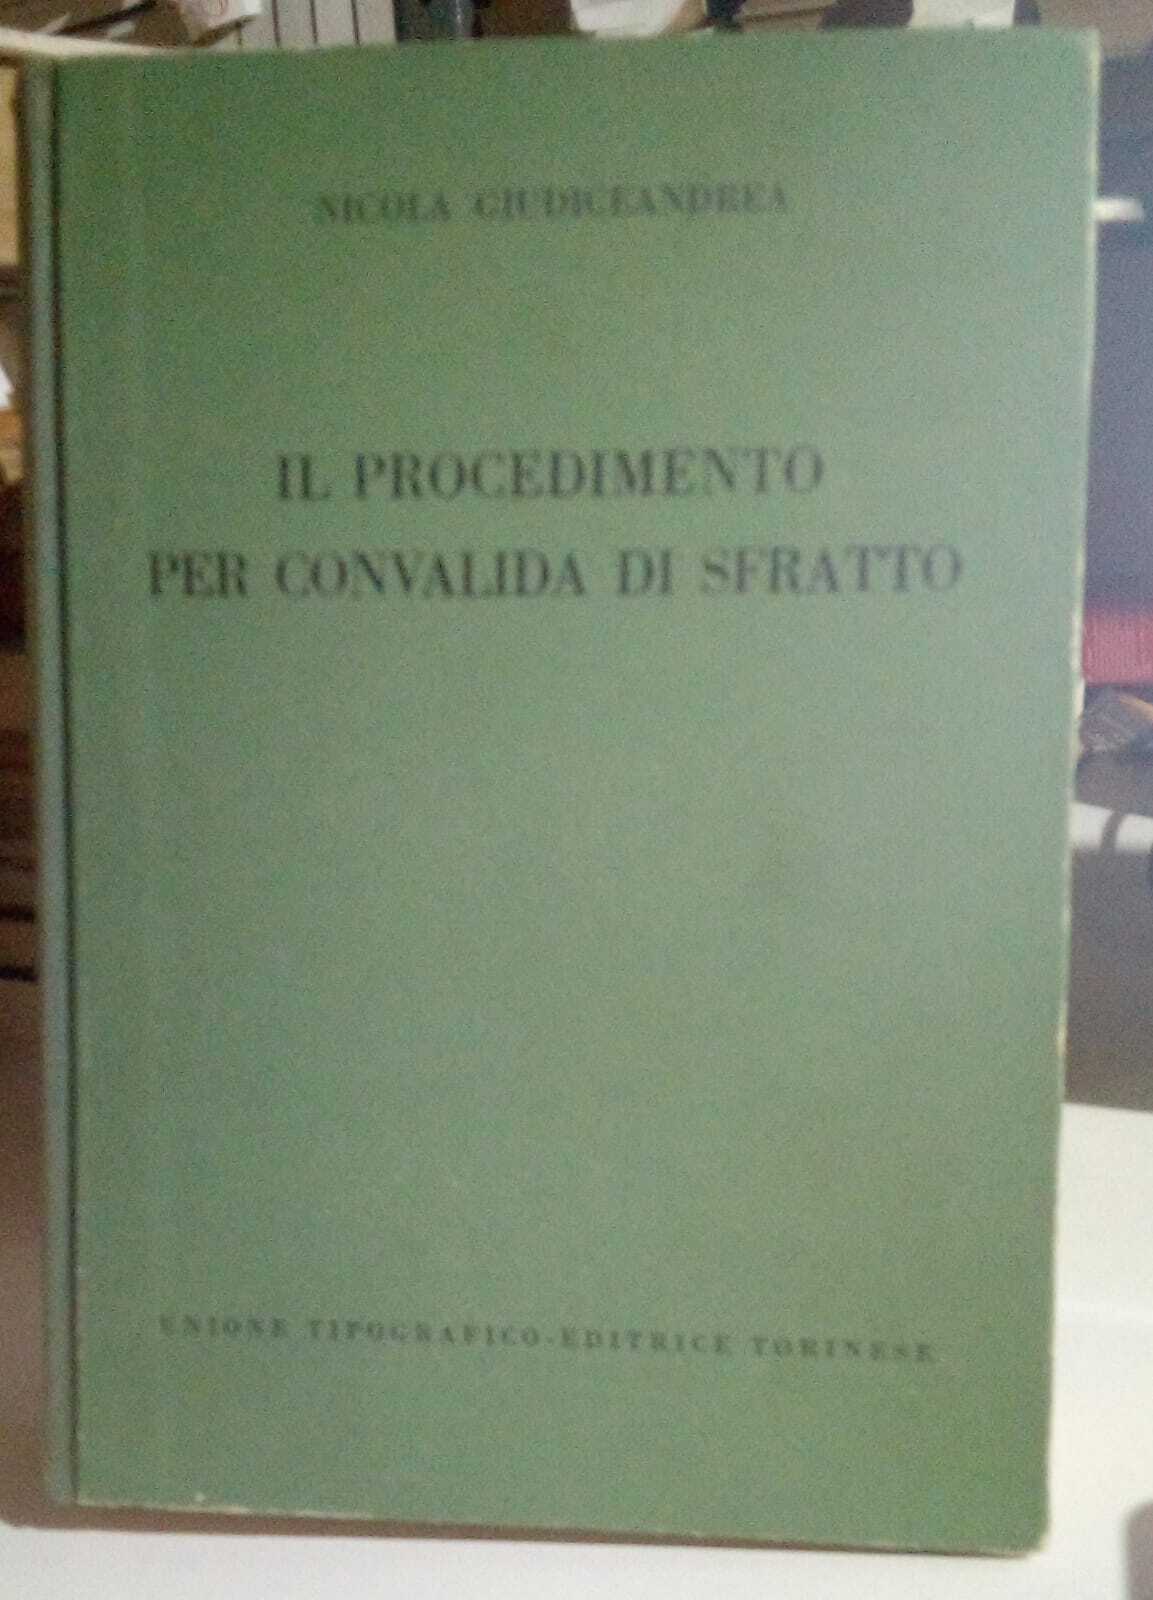 NICOLA GIUDICEANDREA
IL PROCEDIMENTO
PER CONVALIDA DI SFRATTO
UNIONE TIPOGRAFICO-EDITRICE TORINESE